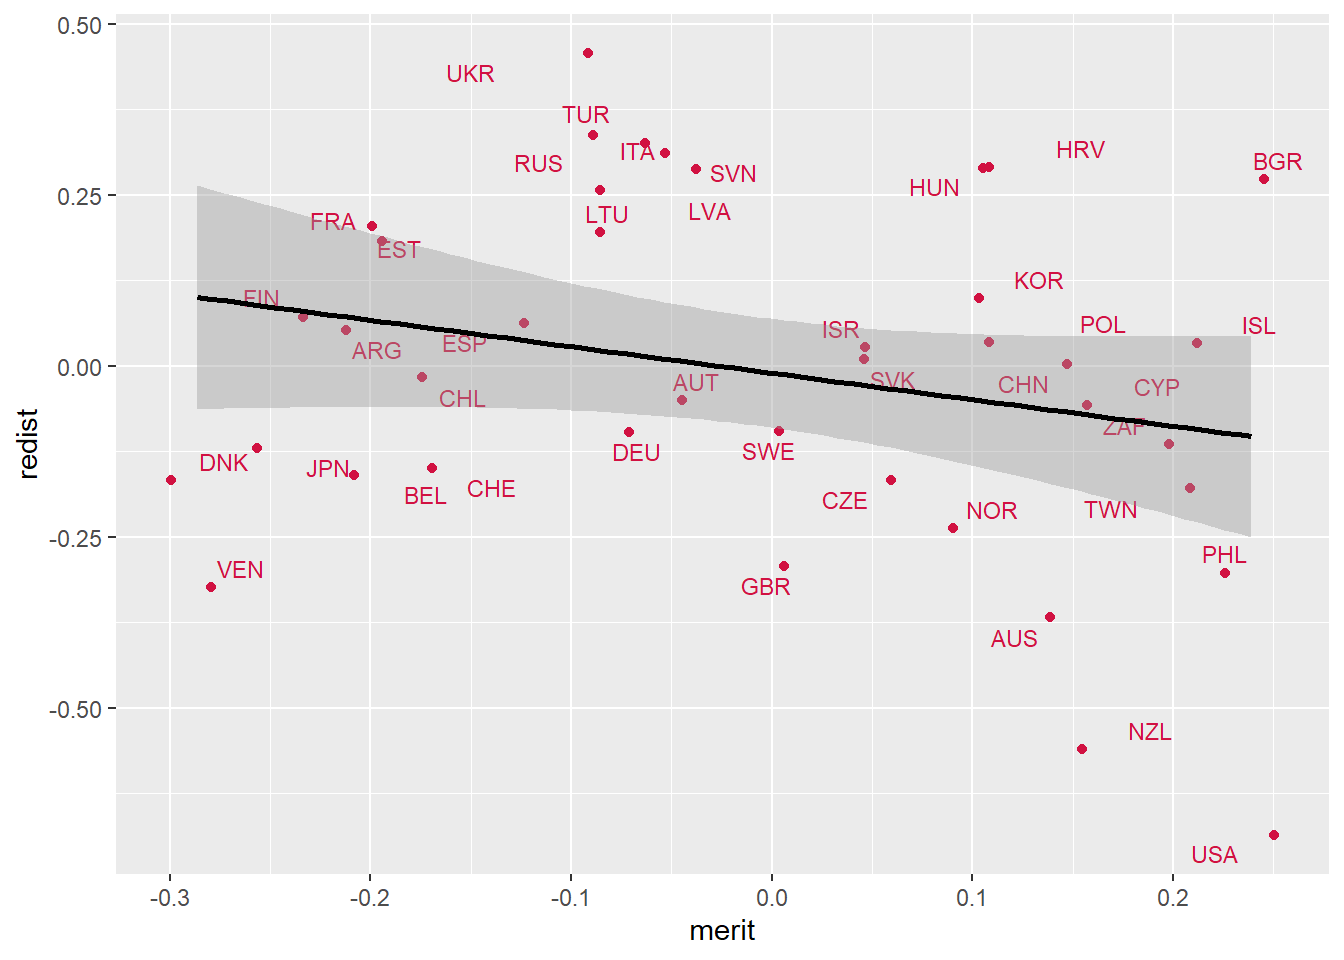 0.50
0.25
0.00
-0.25
-0.50
redist
UKR
TUR
RUS
ITA
SVN
HRV
BGR
HUN
LTU
LVA
FRA
EST
KOR
FIN
ISR
POL
ISL
ARG
ESP
AUT
SVK
CHN
CYP
CHL
ZAF
DNK
JPN
DEU
SWE
BEL
CHE
CZE
NOR
TWN
VEN
PHL
GBR
AUS
NZL
USA
-0.3
-0.2
-0.1
0.0
0.1
0.2
merit